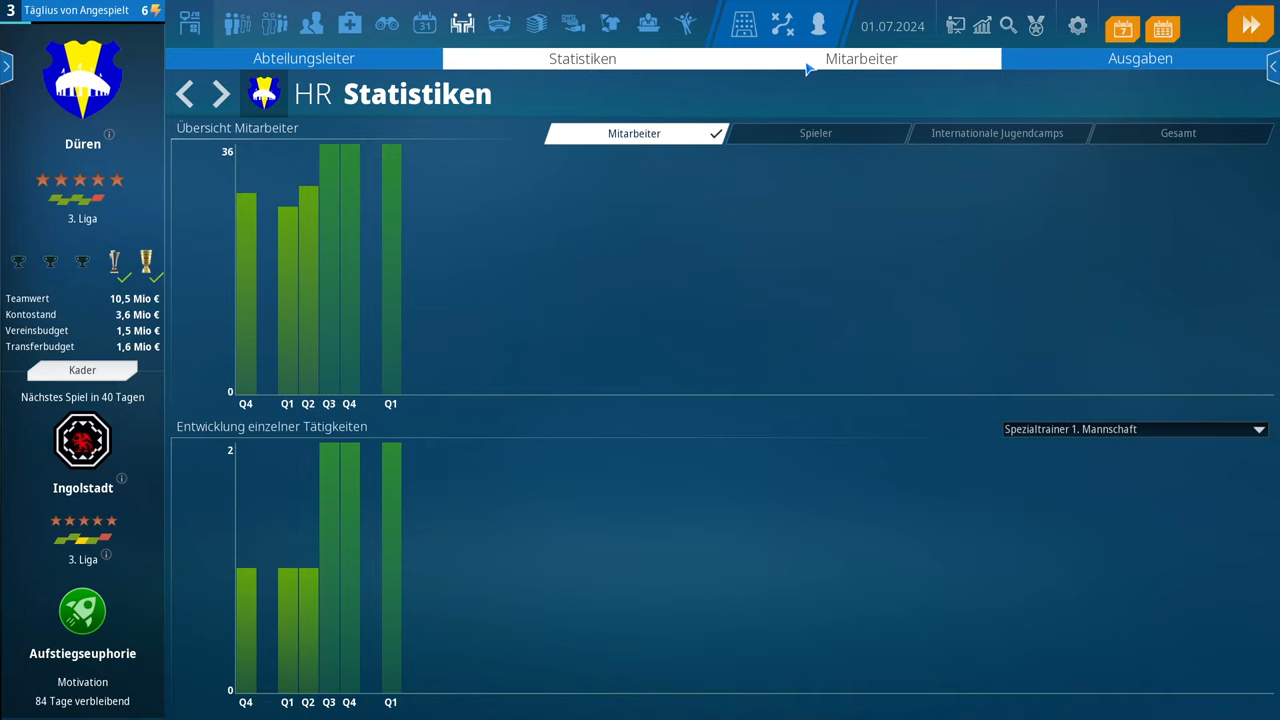 3 Täglius von Angespielt 6
Düren
3. Liga
Teamwert 10,5 Mio €
Kontostand 3,6 Mio €
Vereinsbudget 1,5 Mio €
Transferbudget 1,6 Mio €
Kader
Nächstes Spiel in 40 Tagen
Ingolstadt
3. Liga
Aufstiegseuphorie
Motivation
84 Tage verbleibend
31
01.07.2024
7
Abteilungsleiter Statistiken Mitarbeiter Ausgaben
HR Statistiken
Übersicht Mitarbeiter
Mitarbeiter Spieler Internationale Jugendcamps Gesamt
36
0
Q4 Q1 Q2 Q3 Q4 Q1
Entwicklung einzelner Tätigkeiten
Spezialtrainer 1. Mannschaft
2
0
Q4 Q1 Q2 Q3 Q4 Q1